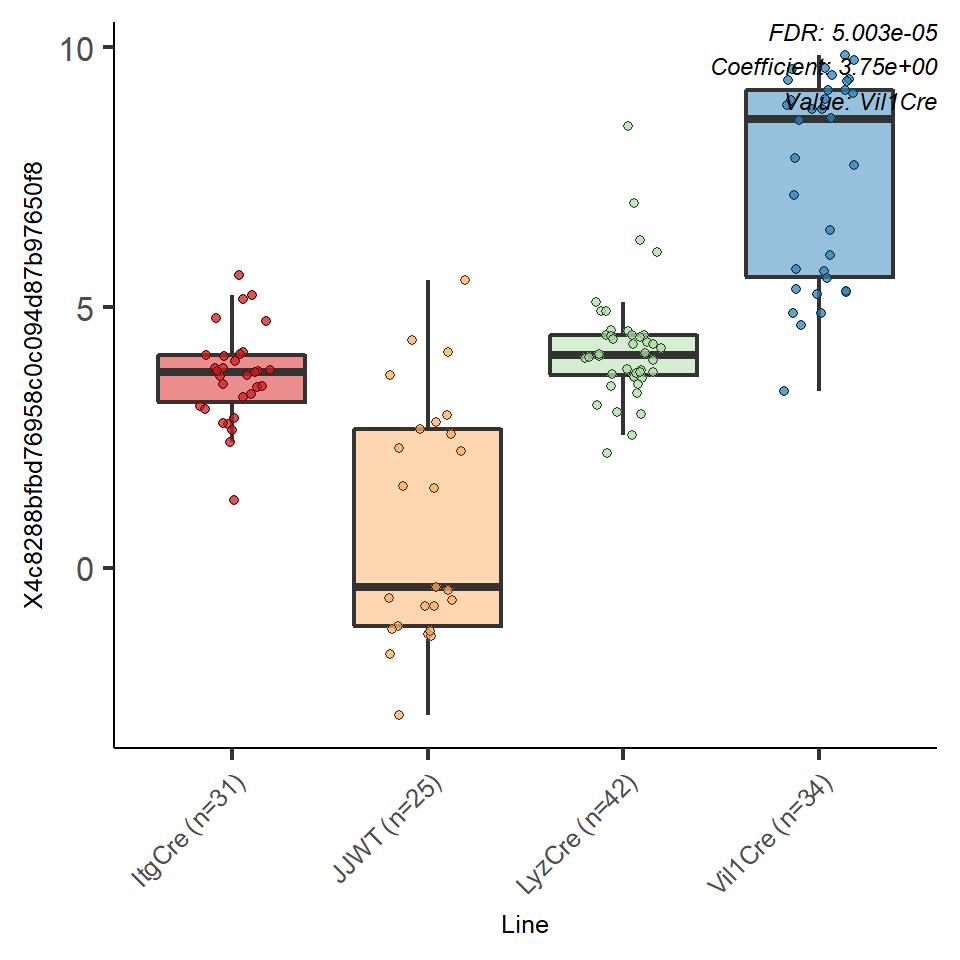 FDR: 5.003e-05
Coefficient: 3.75e+00
Value: Vil1Cre
10
5
0
X4c8288bfbd76958c0c094d87b97650f8
ItgCre (n=31)
JJWT (n=25)
LyzCre (n=42)
Vil1Cre (n=34)
Line